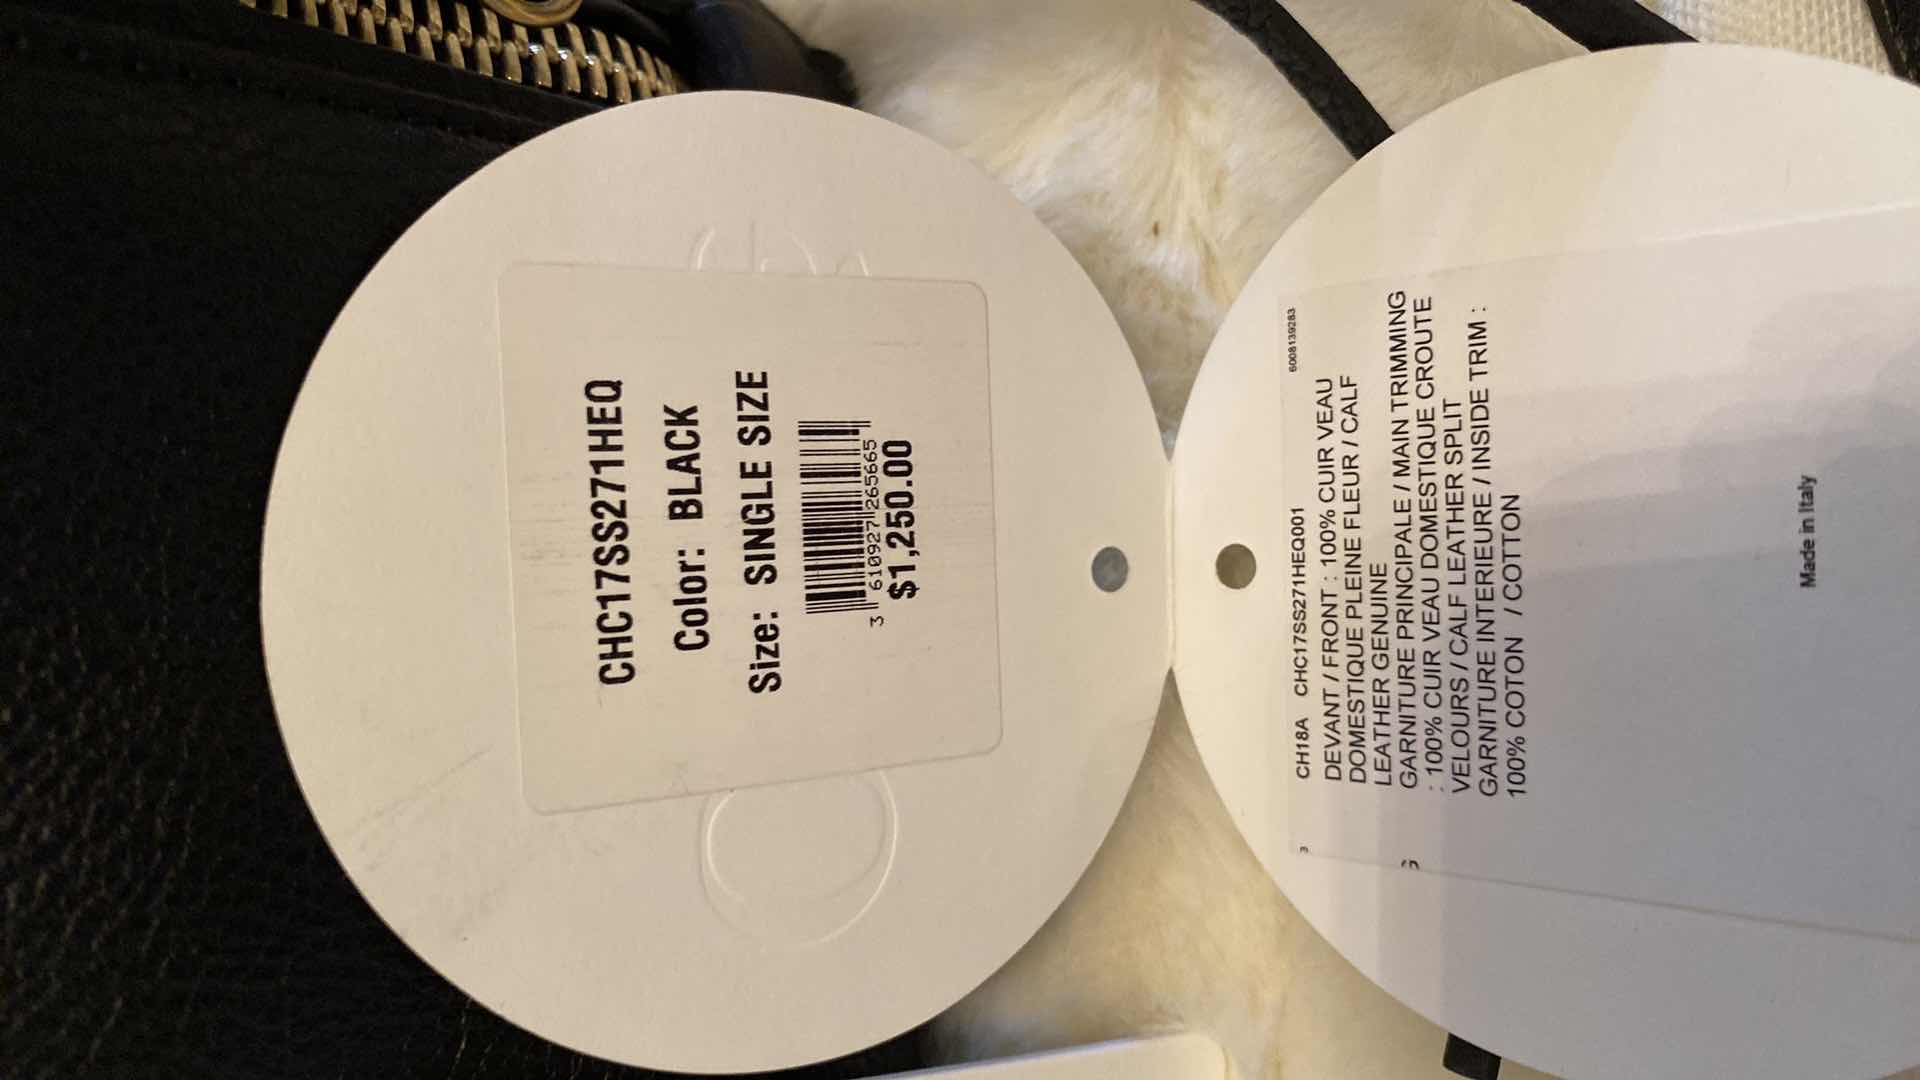 CHC17SS271HEQ
Color: BLACK
Size: SINGLE SIZE
3 610927 265665
$1,250.00
CH18A CHC17SS271HEQ001 6008139283
DEVANT / FRONT : 100% CUIR VEAU
DOMESTIQUE PLEINE FLEUR / CALF
LEATHER GENUINE
GARNITURE PRINCIPALE / MAIN TRIMMING
: 100% CUIR VEAU DOMESTIQUE CROUTE
VELOURS / CALF LEATHER SPLIT
GARNITURE INTERIEURE / INSIDE TRIM :
100% COTON / COTTON
Made in Italy